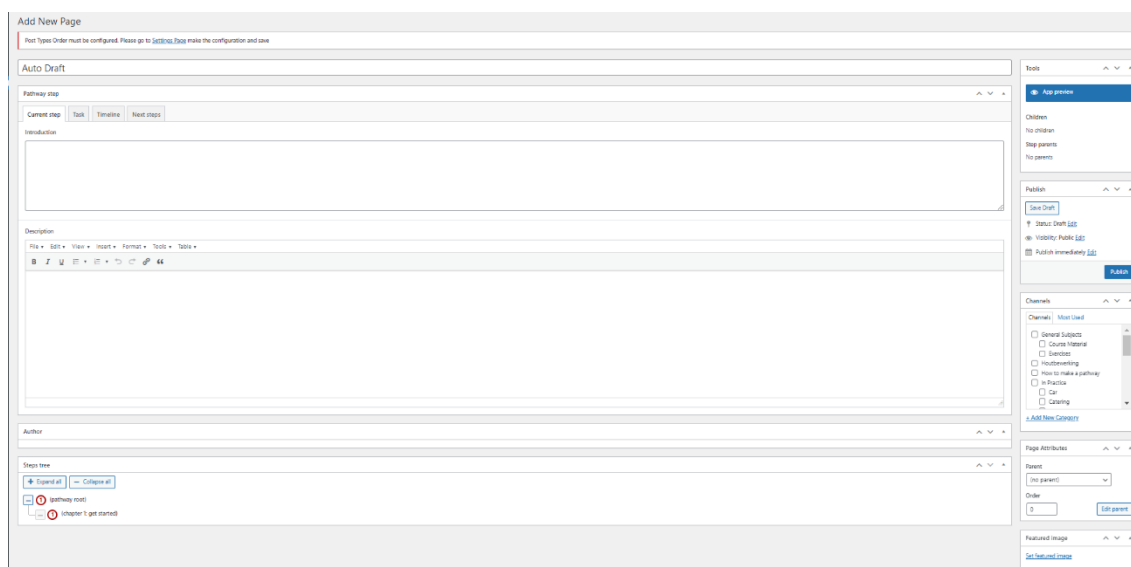 Add New Page
Post Types Order must be configured. Please go to Settings Page make the configuration and save
Auto Draft
Pathway step
Current step Task Timeline Next steps
Introduction
Description
File Edit View Insert Format Tools Table
B I U
Author
Steps tree
Expand all Collapse all
1 (pathway root)
1 (chapter 1: get started)
Tools
App preview
Children
No children
Step parents
No parents
Publish
Save Draft
Status: Draft Edit
Visibility: Public Edit
Publish immediately Edit
Publish
Channels
Channels Most Used
General Subjects
Course Material
Exercises
Houtbewerking
How to make a pathway
In Practice
Car
Catering
+ Add New Category
Page Attributes
Parent
(no parent)
Order
0 Edit parent
Featured image
Set featured image